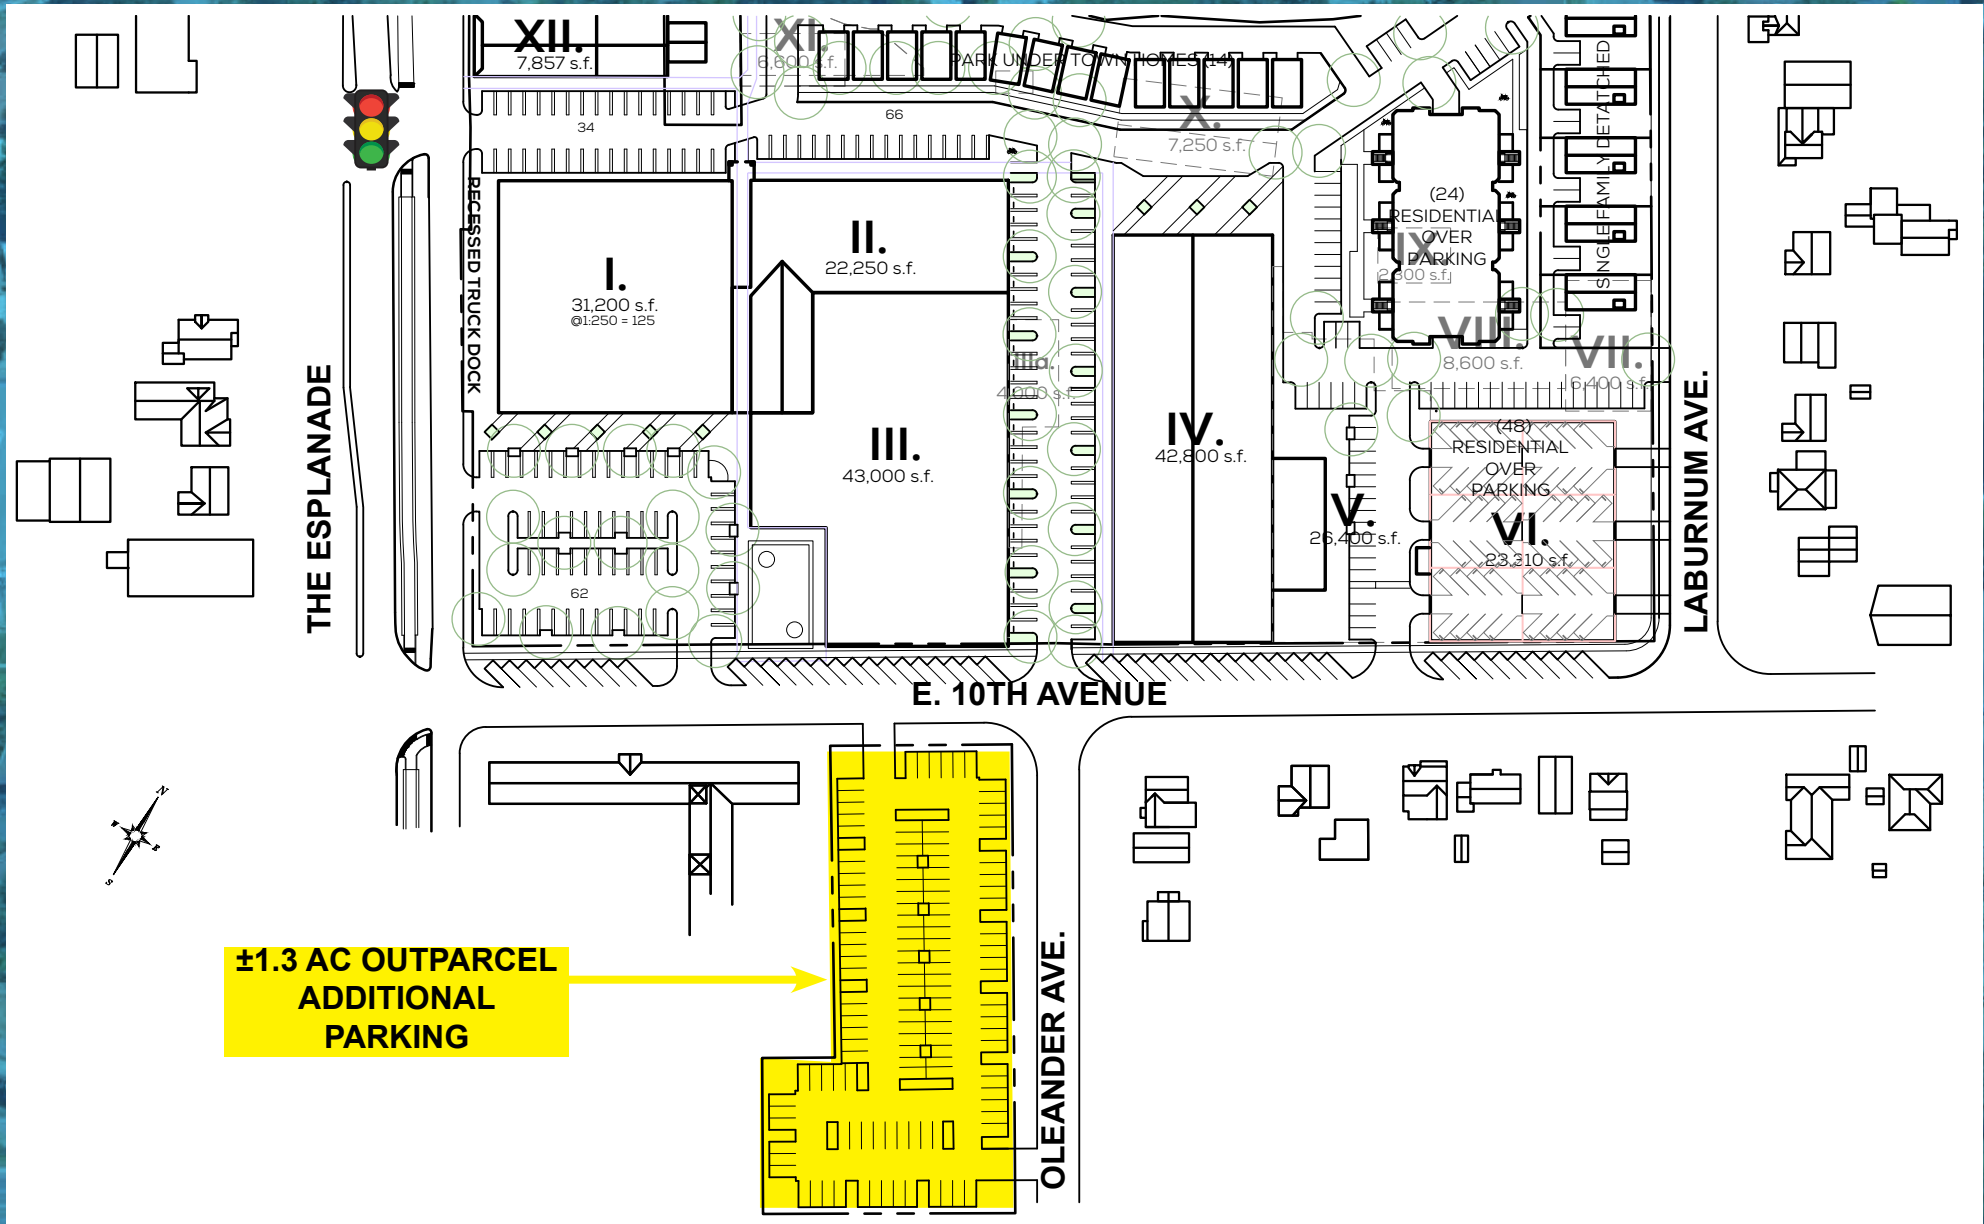 XII.
7,857 s.f.
XI.
6,600 s.f.
PARK UNDER TOWNHOMES (14)
34
66
X.
7,250 s.f.
SINGLE FAMILY DETATCHED
RECESSED TRUCK DOCK
I.
31,200 s.f.
@1:250 = 125
II.
22,250 s.f.
(24)
RESIDENTIAL
OVER
PARKING
IX.
2,800 s.f.
IIIa.
4,000 s.f.
VIII.
8,600 s.f.
VII.
6,400 s.f.
THE ESPLANADE
III.
43,000 s.f.
IV.
42,800 s.f.
V.
26,400 s.f.
(48)
RESIDENTIAL
OVER
PARKING
VI.
23,310 s.f.
LABURNUM AVE.
62
E. 10TH AVENUE
N
W
E
S
±1.3 AC OUTPARCEL
ADDITIONAL
PARKING
OLEANDER AVE.